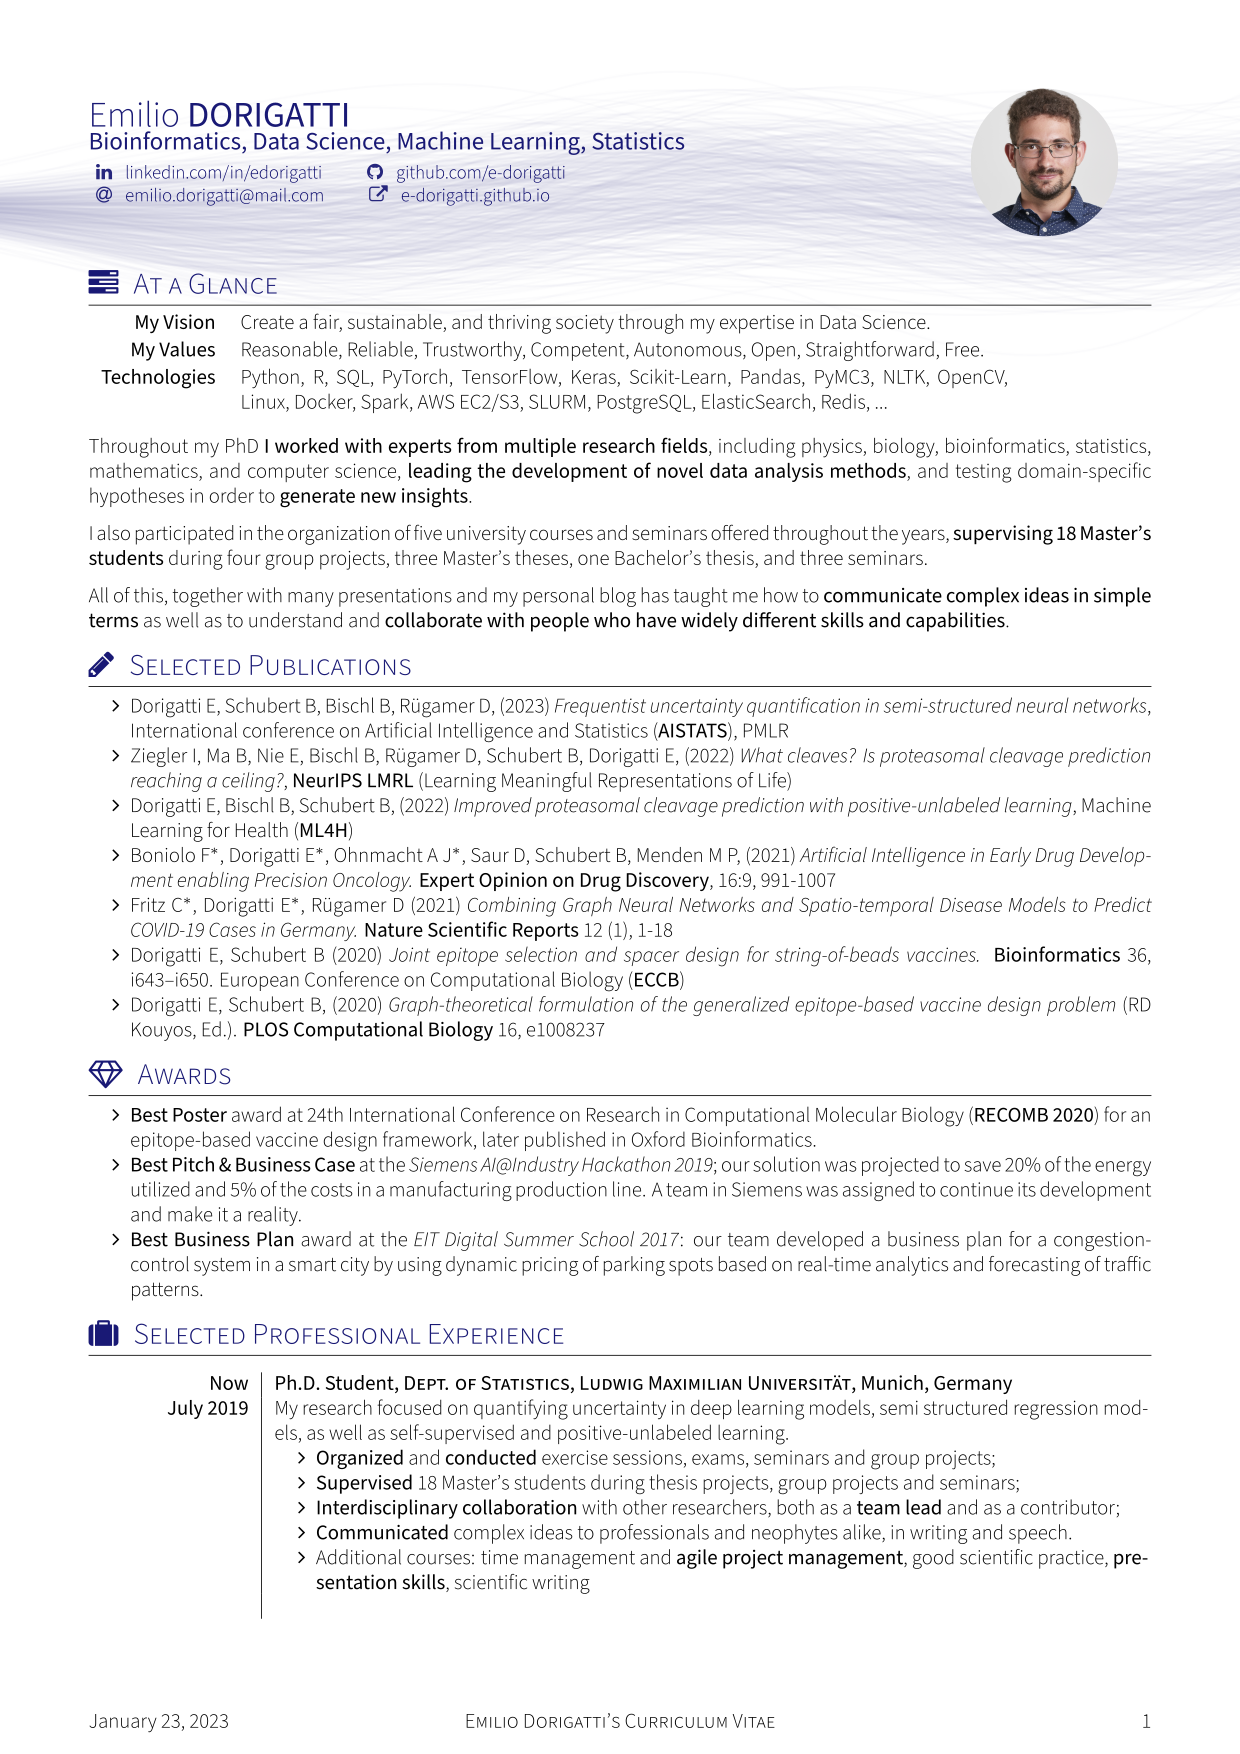 Emilio DORIGATTI
Bioinformatics, Data Science, Machine Learning, Statistics
linkedin.com/in/edorigatti github.com/e-dorigatti
emilio.dorigatti@mail.com e-dorigatti.github.io
At a Glance
My Vision Create a fair, sustainable, and thriving society through my expertise in Data Science.
My Values Reasonable, Reliable, Trustworthy, Competent, Autonomous, Open, Straightforward, Free.
Technologies Python, R, SQL, PyTorch, TensorFlow, Keras, Scikit-Learn, Pandas, PyMC3, NLTK, OpenCV,
Linux, Docker, Spark, AWS EC2/S3, SLURM, PostgreSQL, ElasticSearch, Redis, ...
Throughout my PhD I worked with experts from multiple research fields, including physics, biology, bioinformatics, statistics,
mathematics, and computer science, leading the development of novel data analysis methods, and testing domain-specific
hypotheses in order to generate new insights.
I also participated in the organization of five university courses and seminars offered throughout the years, supervising 18 Master's
students during four group projects, three Master's theses, one Bachelor's thesis, and three seminars.
All of this, together with many presentations and my personal blog has taught me how to communicate complex ideas in simple
terms as well as to understand and collaborate with people who have widely different skills and capabilities.
Selected Publications
Dorigatti E, Schubert B, Bischl B, Rügamer D, (2023) Frequentist uncertainty quantification in semi-structured neural networks,
International conference on Artificial Intelligence and Statistics (AISTATS), PMLR
Ziegler I, Ma B, Nie E, Bischl B, Rügamer D, Schubert B, Dorigatti E, (2022) What cleaves? Is proteasomal cleavage prediction
reaching a ceiling?, NeurIPS LMRL (Learning Meaningful Representations of Life)
Dorigatti E, Bischl B, Schubert B, (2022) Improved proteasomal cleavage prediction with positive-unlabeled learning, Machine
Learning for Health (ML4H)
Boniolo F*, Dorigatti E*, Ohnmacht A J*, Saur D, Schubert B, Menden M P, (2021) Artificial Intelligence in Early Drug Develop-
ment enabling Precision Oncology. Expert Opinion on Drug Discovery, 16:9, 991-1007
Fritz C*, Dorigatti E*, Rügamer D (2021) Combining Graph Neural Networks and Spatio-temporal Disease Models to Predict
COVID-19 Cases in Germany. Nature Scientific Reports 12 (1), 1-18
Dorigatti E, Schubert B (2020) Joint epitope selection and spacer design for string-of-beads vaccines. Bioinformatics 36,
i643–i650. European Conference on Computational Biology (ECCB)
Dorigatti E, Schubert B, (2020) Graph-theoretical formulation of the generalized epitope-based vaccine design problem (RD
Kouyos, Ed.). PLOS Computational Biology 16, e1008237
Awards
Best Poster award at 24th International Conference on Research in Computational Molecular Biology (RECOMB 2020) for an
epitope-based vaccine design framework, later published in Oxford Bioinformatics.
Best Pitch & Business Case at the Siemens AI@Industry Hackathon 2019; our solution was projected to save 20% of the energy
utilized and 5% of the costs in a manufacturing production line. A team in Siemens was assigned to continue its development
and make it a reality.
Best Business Plan award at the EIT Digital Summer School 2017: our team developed a business plan for a congestion-
control system in a smart city by using dynamic pricing of parking spots based on real-time analytics and forecasting of traffic
patterns.
Selected Professional Experience
Now Ph.D. Student, Dept. of Statistics, Ludwig Maximilian Universität, Munich, Germany
July 2019 My research focused on quantifying uncertainty in deep learning models, semi structured regression mod-
els, as well as self-supervised and positive-unlabeled learning.
Organized and conducted exercise sessions, exams, seminars and group projects;
Supervised 18 Master's students during thesis projects, group projects and seminars;
Interdisciplinary collaboration with other researchers, both as a team lead and as a contributor;
Communicated complex ideas to professionals and neophytes alike, in writing and speech.
Additional courses: time management and agile project management, good scientific practice, pre-
sentation skills, scientific writing
January 23, 2023 Emilio Dorigatti's Curriculum Vitae 1